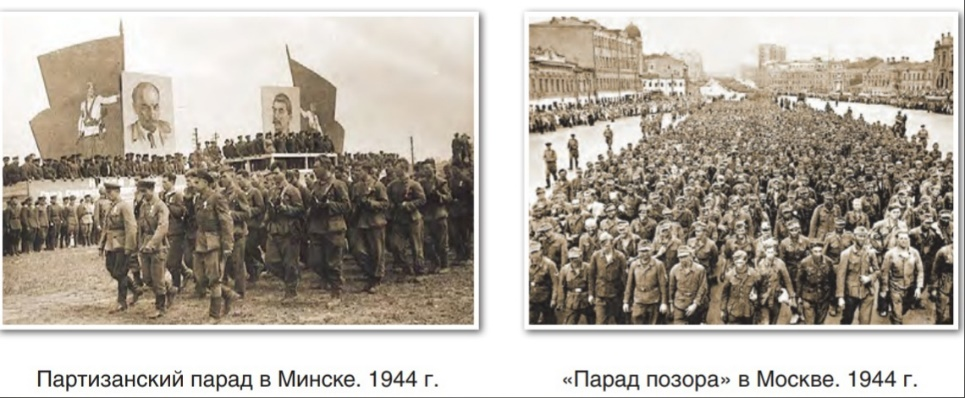 Партизанский парад в Минске. 1944 г.
«Парад позора» в Москве. 1944 г.